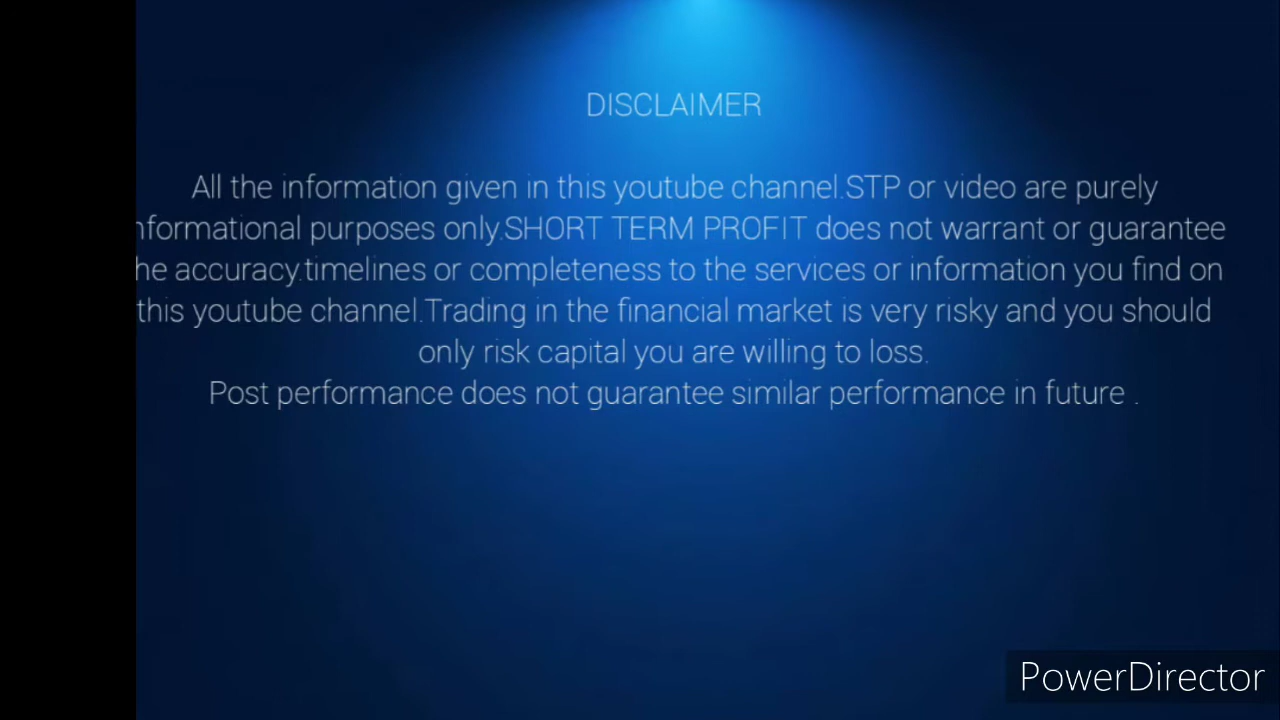 DISCLAIMER
All the information given in this youtube channel.STP or video are purely
nformational purposes only.SHORT TERM PROFIT does not warrant or guarantee
he accuracy.timelines or completeness to the services or information you find on
this youtube channel.Trading in the financial market is very risky and you should
only risk capital you are willing to loss.
Post performance does not guarantee similar performance in future .
PowerDirector